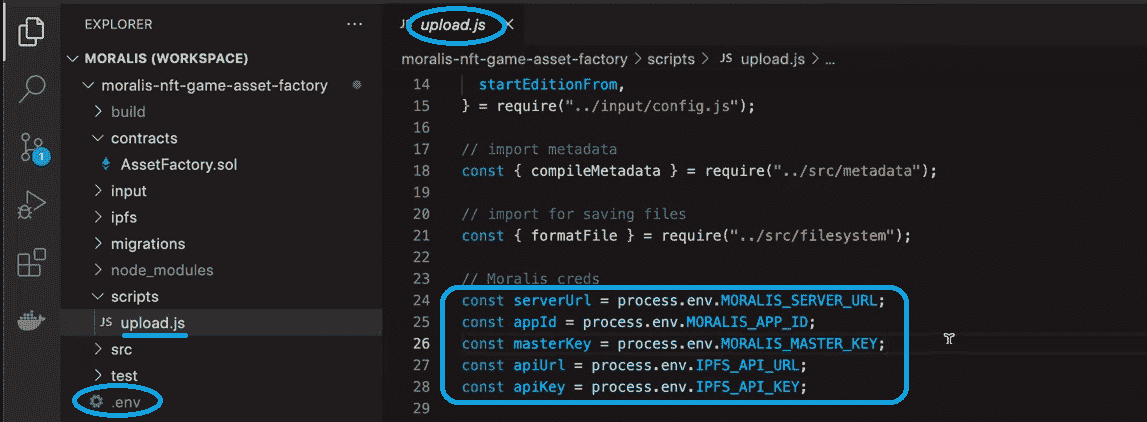 EXPLORER
...
MORALIS (WORKSPACE)
moralis-nft-game-asset-factory
build
contracts
AssetFactory.sol
input
ipfs
migrations
node_modules
scripts
JS upload.js
src
test
.env
1
JS upload.js
moralis-nft-game-asset-factory > scripts > JS upload.js > ...
14 startEditionFrom,
15 } = require("../input/config.js");
16
17 // import metadata
18 const { compileMetadata } = require("../src/metadata");
19
20 // import for saving files
21 const { formatFile } = require("../src/filesystem");
22
23 // Moralis creds
24 const serverUrl = process.env.MORALIS_SERVER_URL;
25 const appId = process.env.MORALIS_APP_ID;
26 const masterKey = process.env.MORALIS_MASTER_KEY;
27 const apiUrl = process.env.IPFS_API_URL;
28 const apiKey = process.env.IPFS_API_KEY;
29